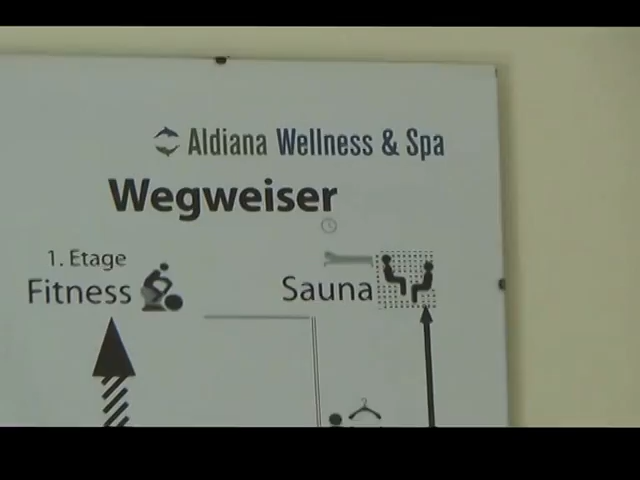 Aldiana Wellness & Spa
Wegweiser
1. Etage
Fitness
Sauna